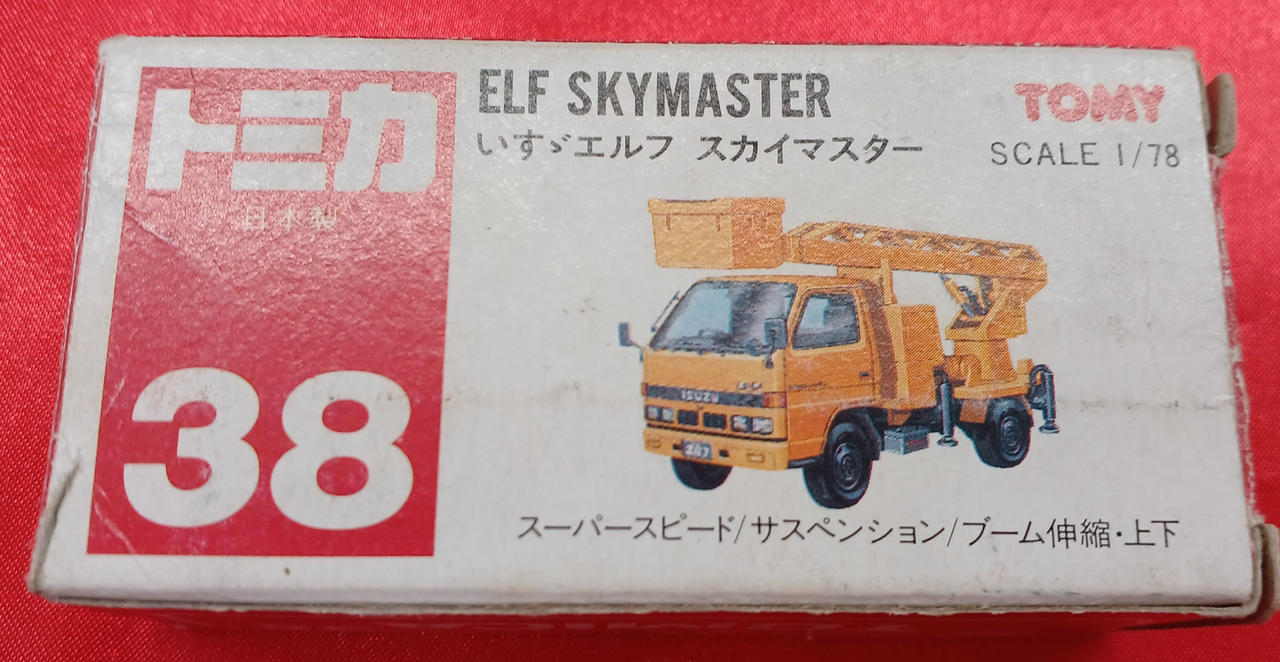 トミカ
日本製
38
ELF SKYMASTER
いすゞエルフ スカイマスター
TOMY
SCALE 1/78
ISUZU
スーパースピード/サスペンション/ブーム伸縮・上下